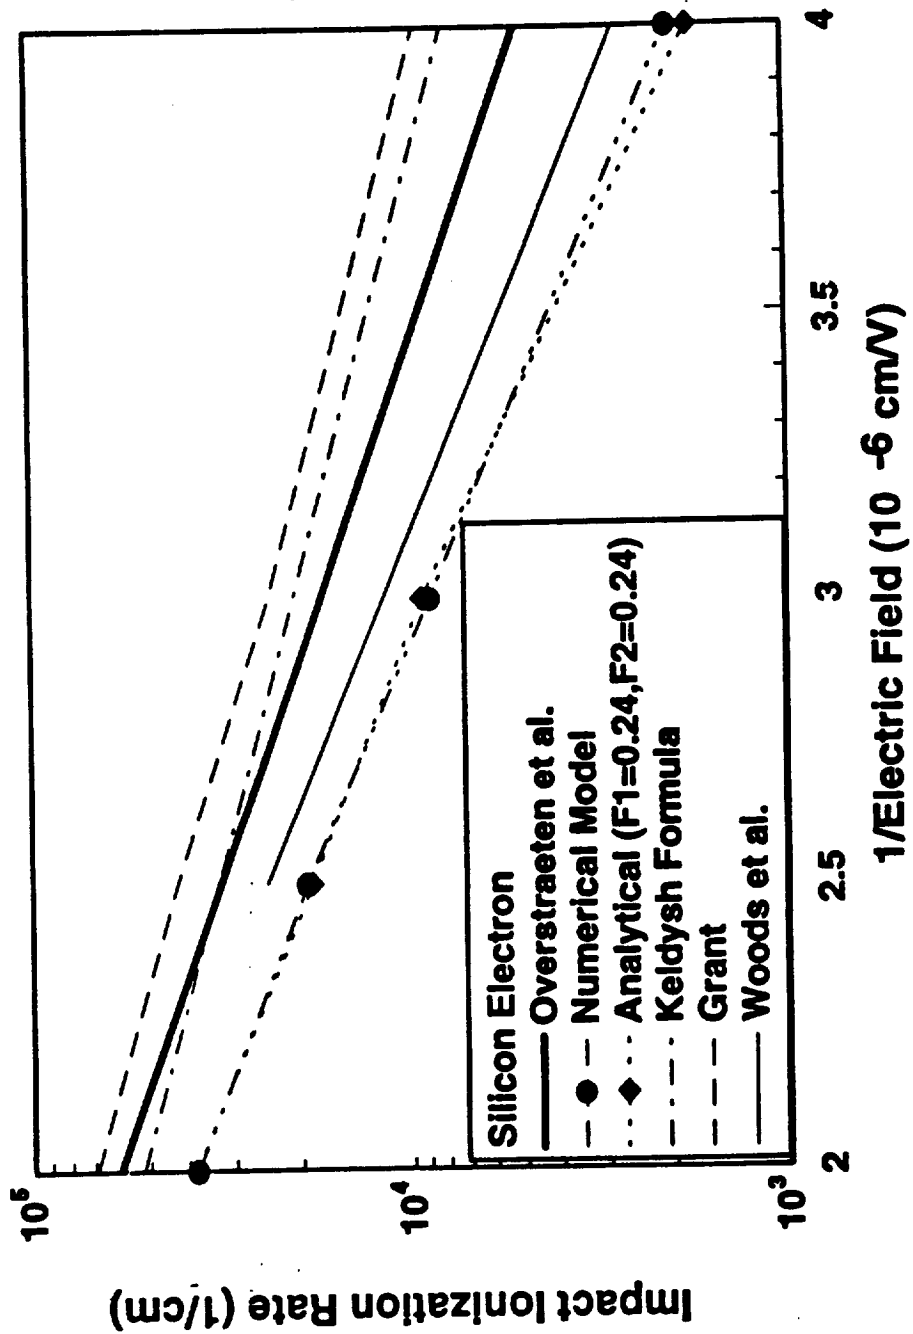 Impact Ionization Rate (1/cm)
10⁵
10⁴
10³
Silicon Electron
Overstraeten et al.
Numerical Model
Analytical (F1=0.24,F2=0.24)
Keldysh Formula
Grant
Woods et al.
2
2.5
3
3.5
4
1/Electric Field (10 -6 cm/V)